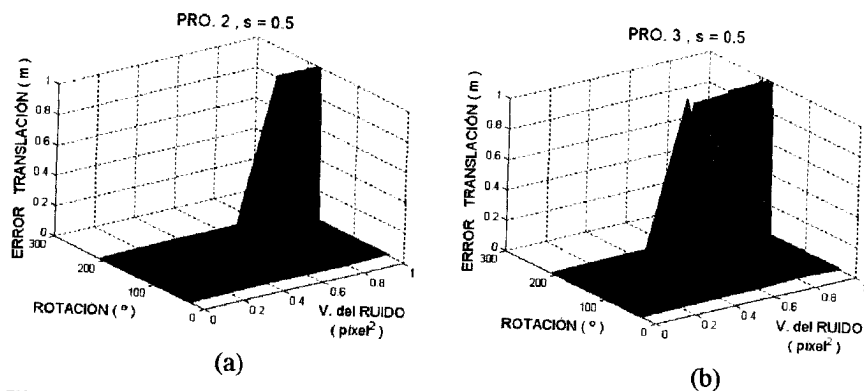 PRO. 2 , s = 0.5
ERROR TRANSLACIÓN ( m )
1
0.8
0.6
0.4
0.2
0
300
200
100
0
ROTACIÓN ( º )
0
0.2
0.4
0.6
0.8
1
V. del RUIDO
( pixel² )
(a)
PRO. 3 , s = 0.5
ERROR TRANSLACIÓN ( m )
1
0.8
0.6
0.4
0.2
0
300
200
100
0
ROTACIÓN ( º )
0
0.2
0.4
0.6
0.8
1
V. del RUIDO
( pixel² )
(b)